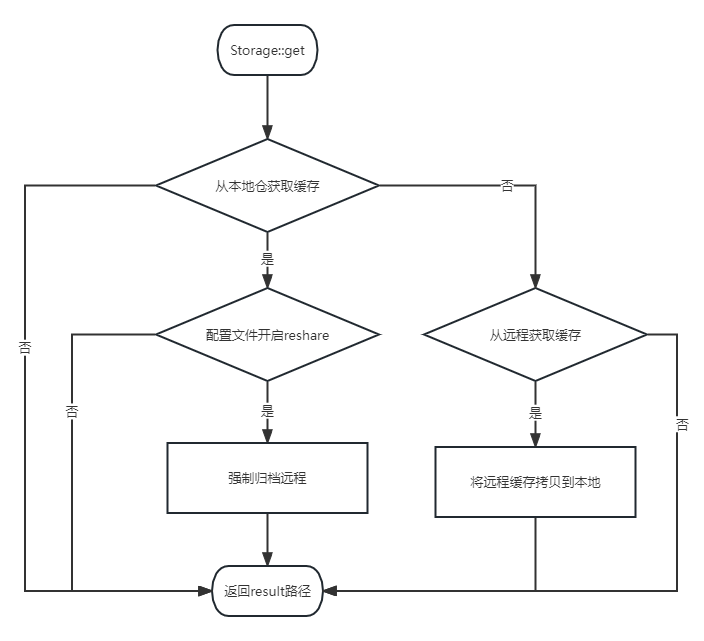 Storage::get
从本地仓获取缓存
否
是
配置文件开启reshare
从远程获取缓存
否
否
是
是
否
强制归档远程
将远程缓存拷贝到本地
返回result路径